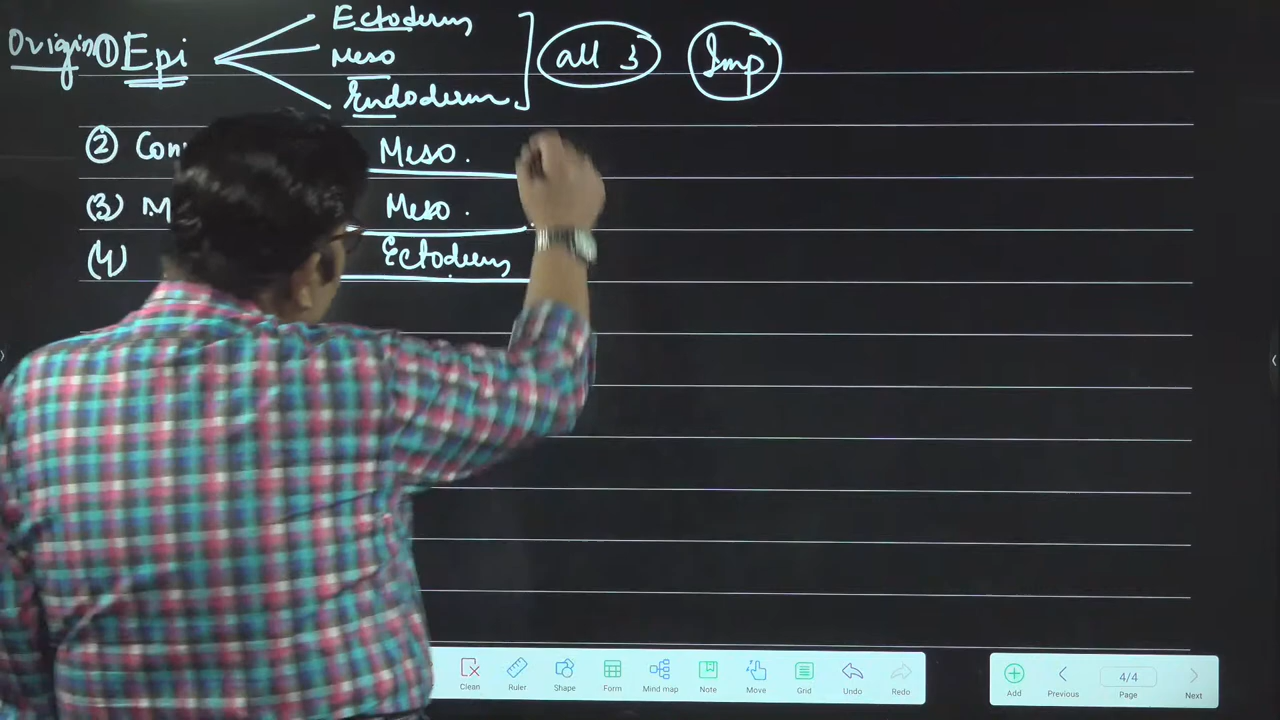 Origin ① Epi Ectoderm
Meso
Endoderm
all 3 Imp
② Con Meso.
(3) M Meso.
(4) Ectoderm
Clean Ruler Shape Form Mind map Note Move Grid Undo Redo
Add Previous 4/4 Page Next